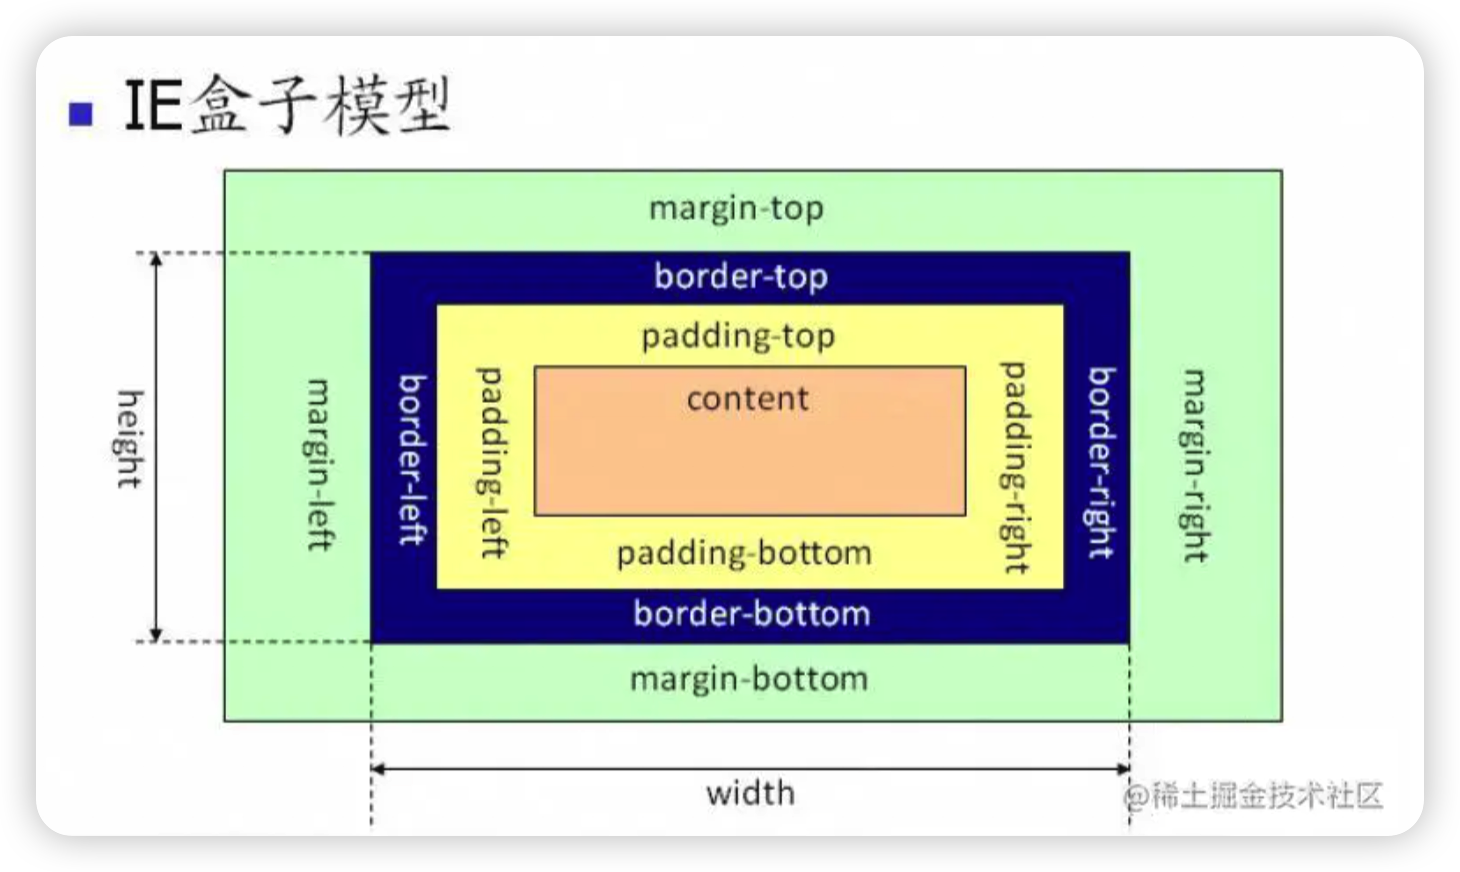 IE盒子模型
margin-top
border-top
padding-top
height
margin-left
border-left
padding-left
content
padding-right
border-right
margin-right
padding-bottom
border-bottom
margin-bottom
width
@稀土掘金技术社区